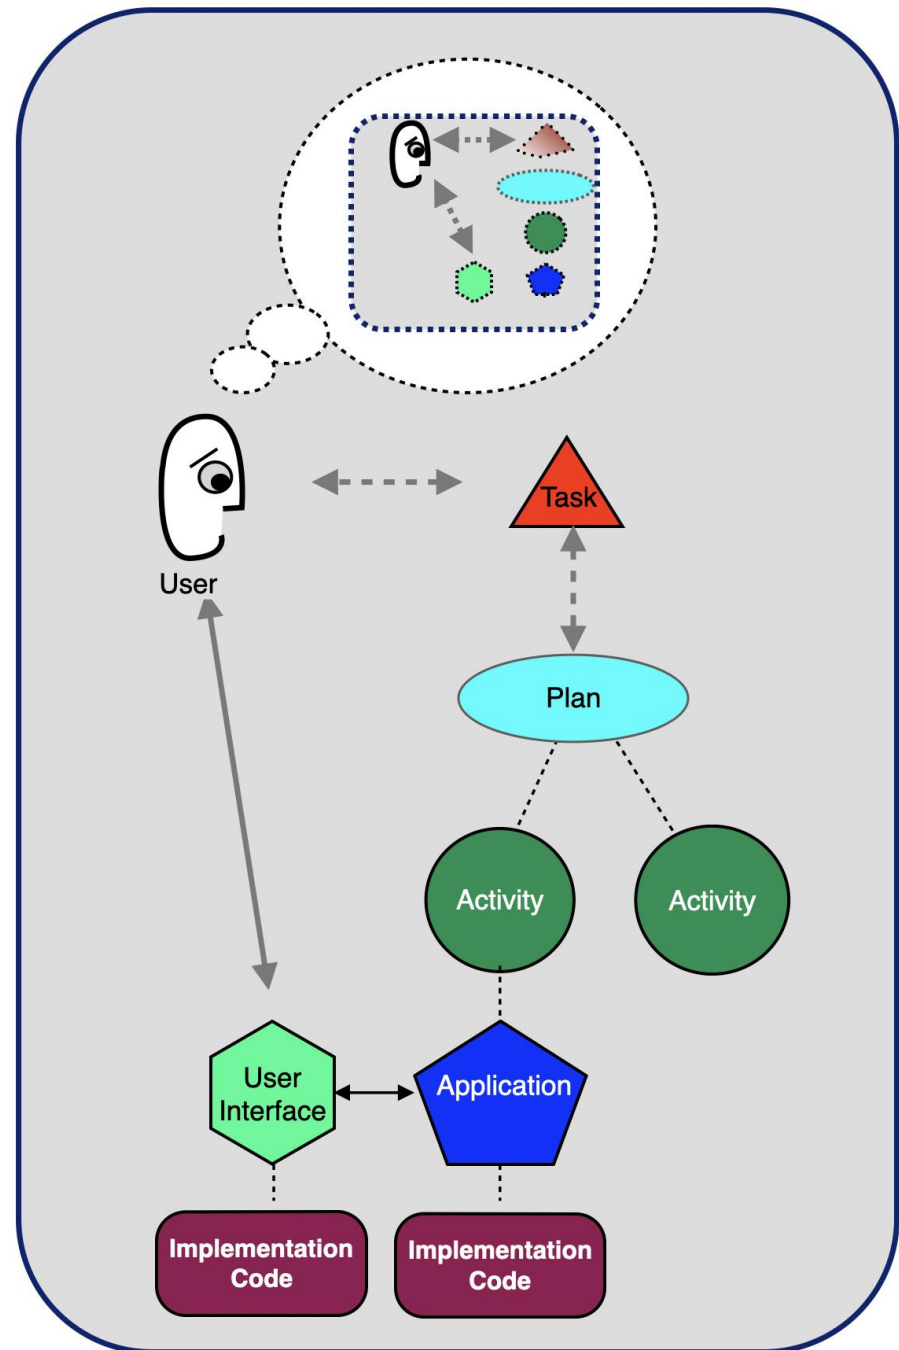 Task
User
Plan
Activity
Activity
User
Interface
Application
Implementation
Code
Implementation
Code